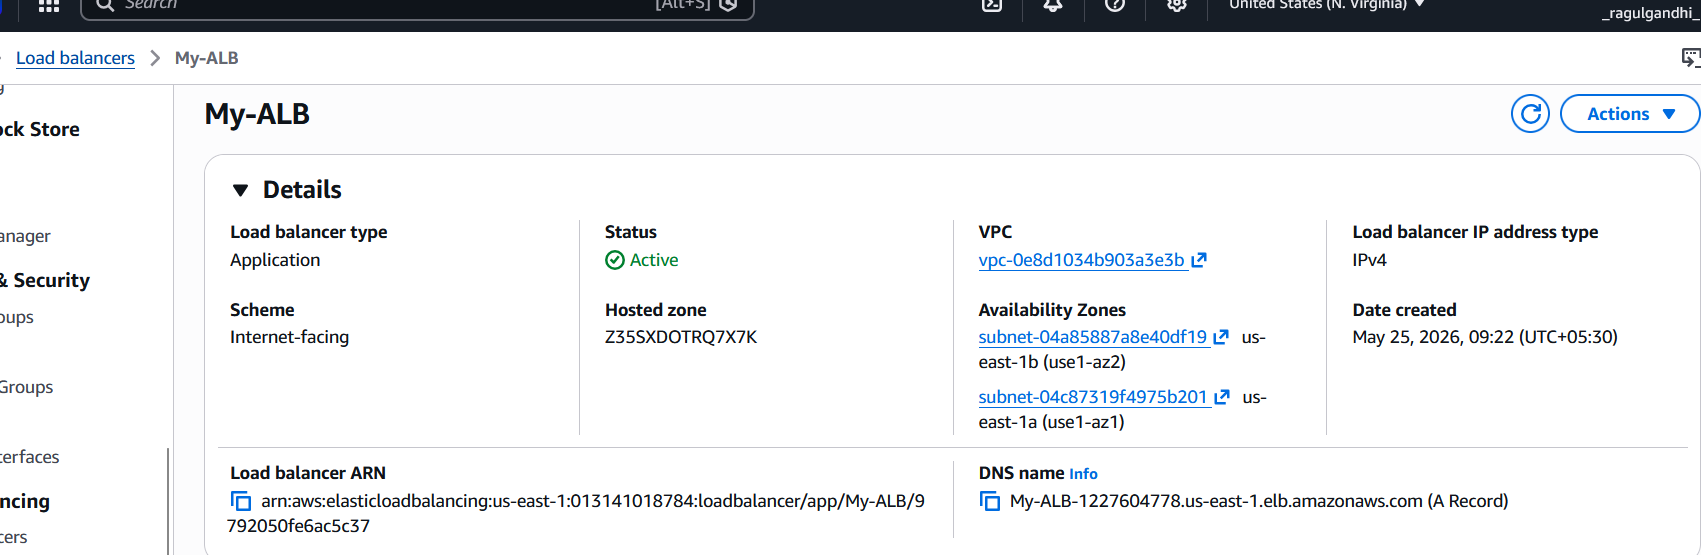 Search
[Alt+S]
United States (N. Virginia)
_ragulgandhi_
Load balancers
My-ALB
ock Store
anager
& Security
oups
Groups
terfaces
ncing
cers
My-ALB
Actions
Details
Load balancer type
Application
Status
Active
VPC
vpc-0e8d1034b903a3e3b
Load balancer IP address type
IPv4
Scheme
Internet-facing
Hosted zone
Z35SXDOTRQ7X7K
Availability Zones
subnet-04a85887a8e40df19 us-
east-1b (use1-az2)
subnet-04c87319f4975b201 us-
east-1a (use1-az1)
Date created
May 25, 2026, 09:22 (UTC+05:30)
Load balancer ARN
arn:aws:elasticloadbalancing:us-east-1:013141018784:loadbalancer/app/My-ALB/9
792050fe6ac5c37
DNS name Info
My-ALB-1227604778.us-east-1.elb.amazonaws.com (A Record)